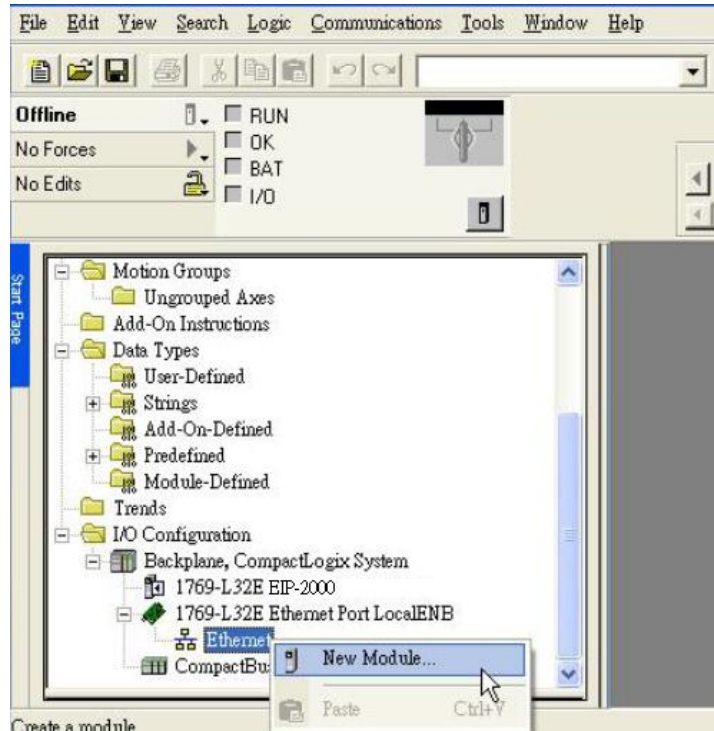 File Edit View Search Logic Communications Tools Window Help
Offline
RUN
No Forces
OK
No Edits
BAT
I/O
Start Page
Motion Groups
Ungrouped Axes
Add-On Instructions
Data Types
User-Defined
Strings
Add-On-Defined
Predefined
Module-Defined
Trends
I/O Configuration
Backplane, CompactLogix System
1769-L32E EIP-2000
1769-L32E Ethernet Port LocalENB
Ethernet
New Module...
CompactBu
Paste Ctrl+V
Create a module